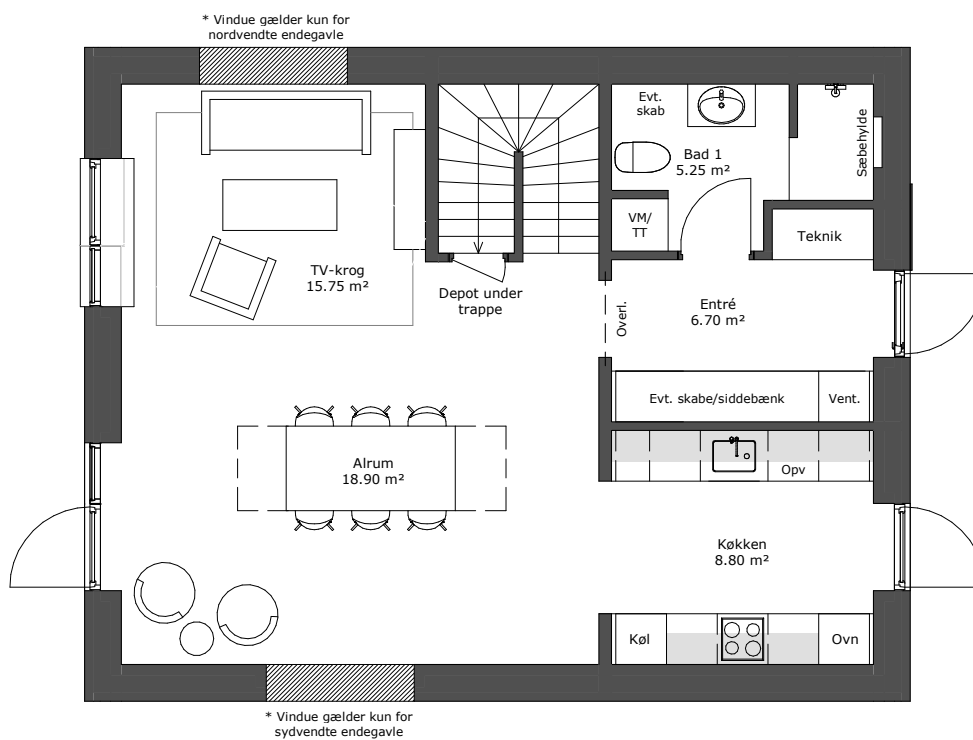 * Vindue gælder kun for
nordvendte endegavle
Evt.
skab
Bad 1
5.25 m²
Sæbehylde
VM/
TT
Teknik
TV-krog
15.75 m²
Depot under
trappe
Overl.
Entré
6.70 m²
Evt. skabe/siddebænk
Vent.
Alrum
18.90 m²
Opv
Køkken
8.80 m²
Køl
Ovn
* Vindue gælder kun for
sydvendte endegavle